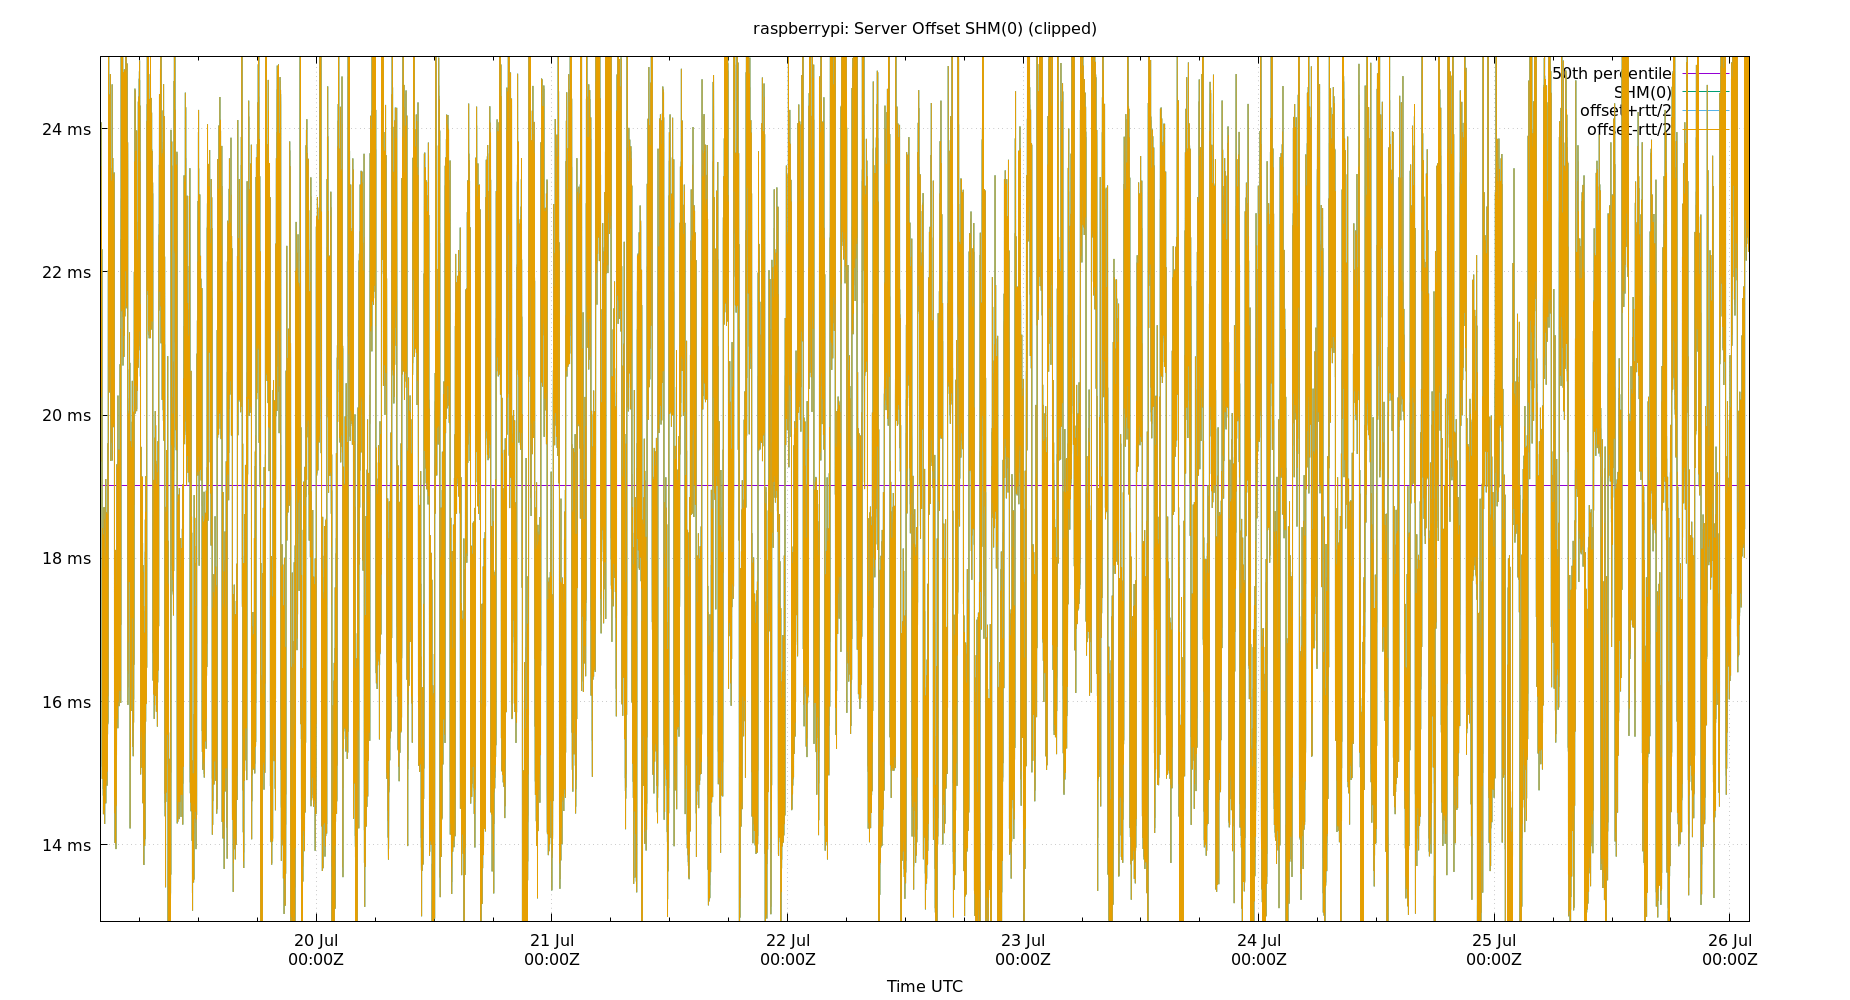 raspberrypi: Server Offset SHM(0) (clipped)
50th percentile
SHM(0)
offset+rtt/2
offset-rtt/2
24 ms
22 ms
20 ms
18 ms
16 ms
14 ms
20 Jul 21 Jul 22 Jul 23 Jul 24 Jul 25 Jul 26 Jul
00:00Z 00:00Z 00:00Z 00:00Z 00:00Z 00:00Z 00:00Z
Time UTC